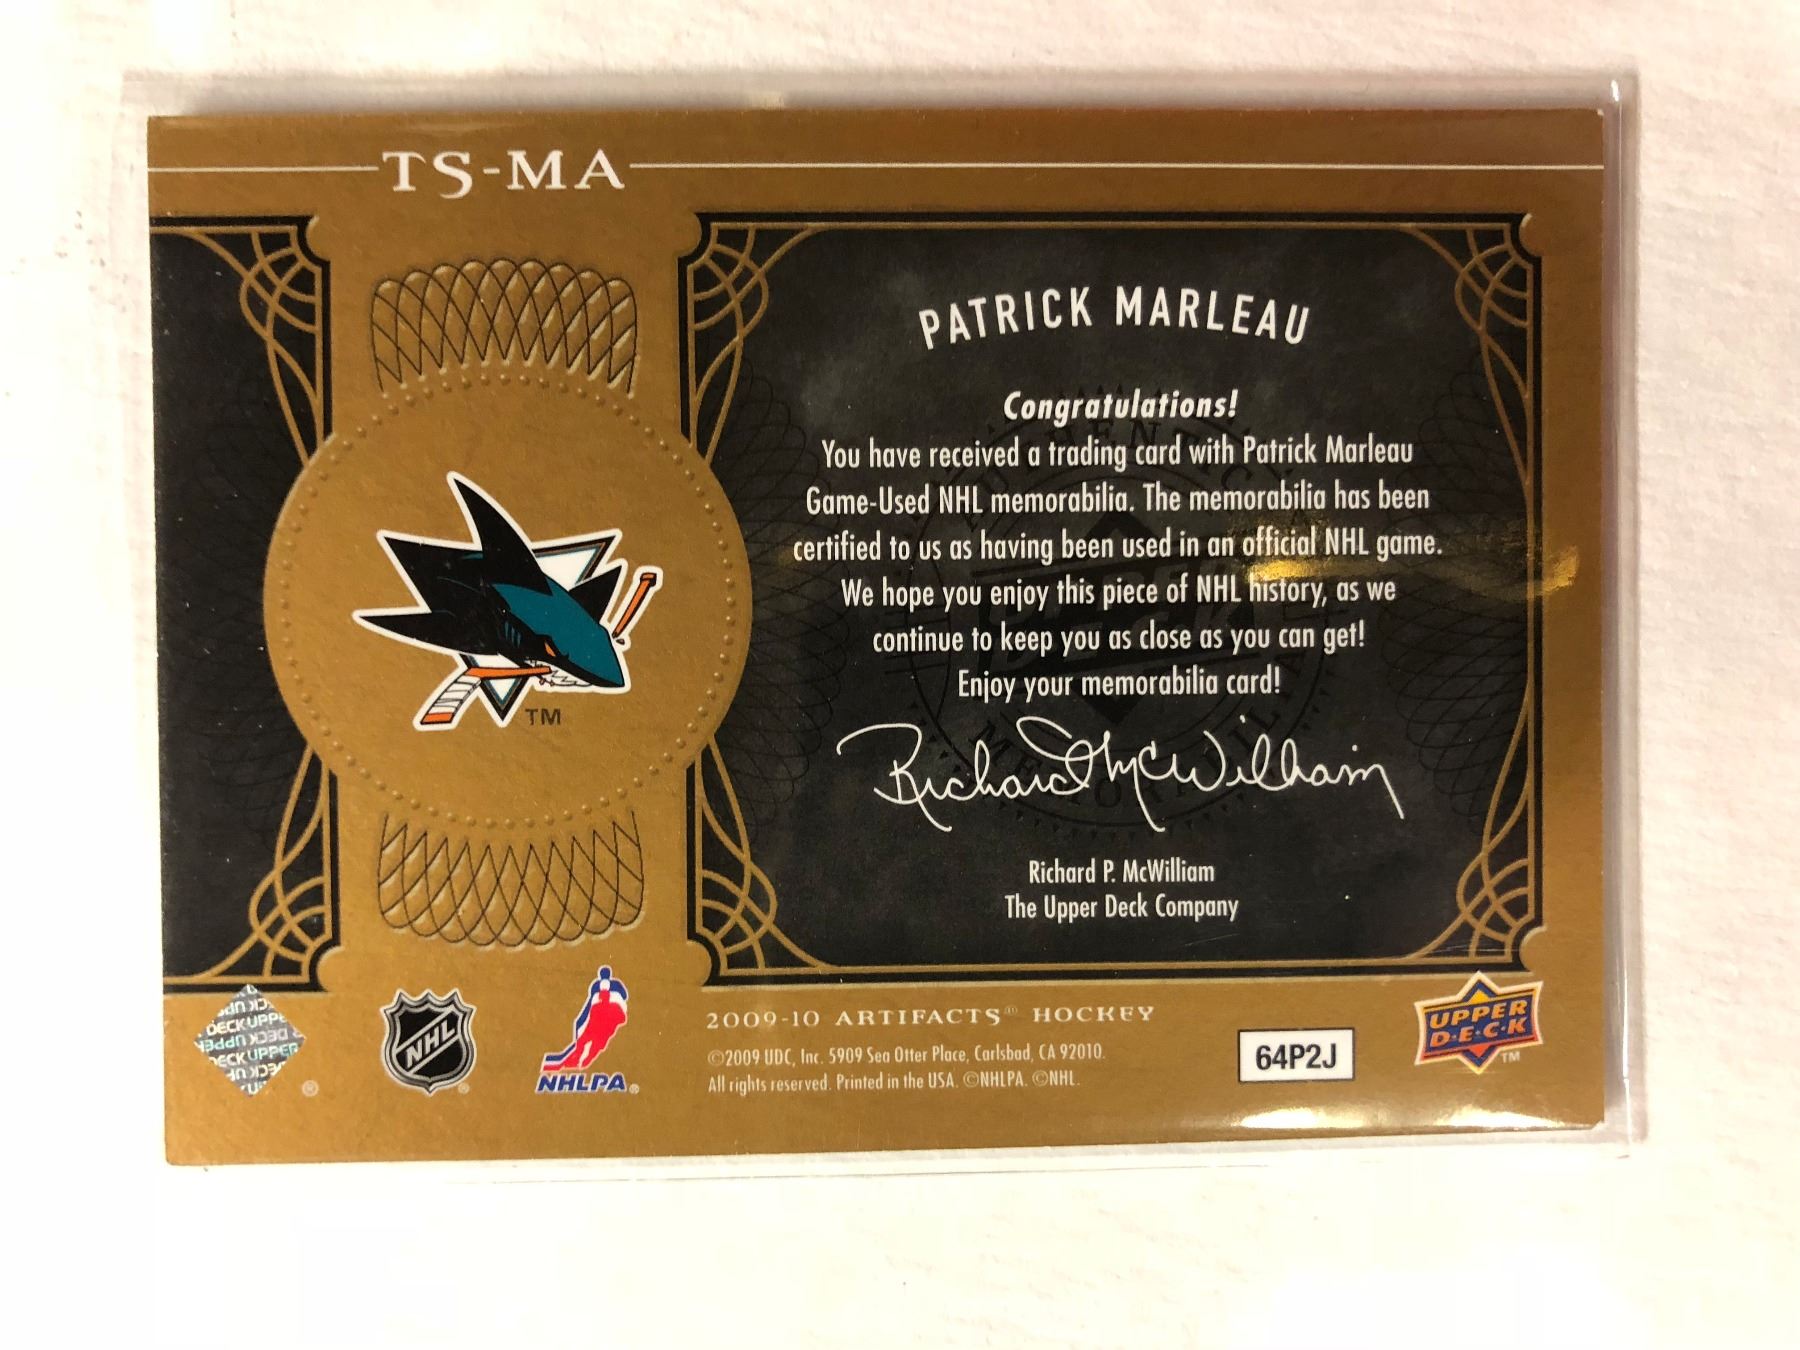 TS-MA
PATRICK MARLEAU
Congratulations!
You have received a trading card with Patrick Marleau
Game-Used NHL memorabilia. The memorabilia has been
certified to us as having been used in an official NHL game.
We hope you enjoy this piece of NHL history, as we
continue to keep you as close as you can get!
Enjoy your memorabilia card!
Richard McWilliam
Richard P. McWilliam
The Upper Deck Company
TM
NHL
®
NHLPA®
2009-10 ARTIFACTS® HOCKEY
©2009 UDC, Inc. 5909 Sea Otter Place, Carlsbad, CA 92010.
All rights reserved. Printed in the USA. ©NHLPA. ©NHL.
64P2J
UPPER
D·E·C·K
TM